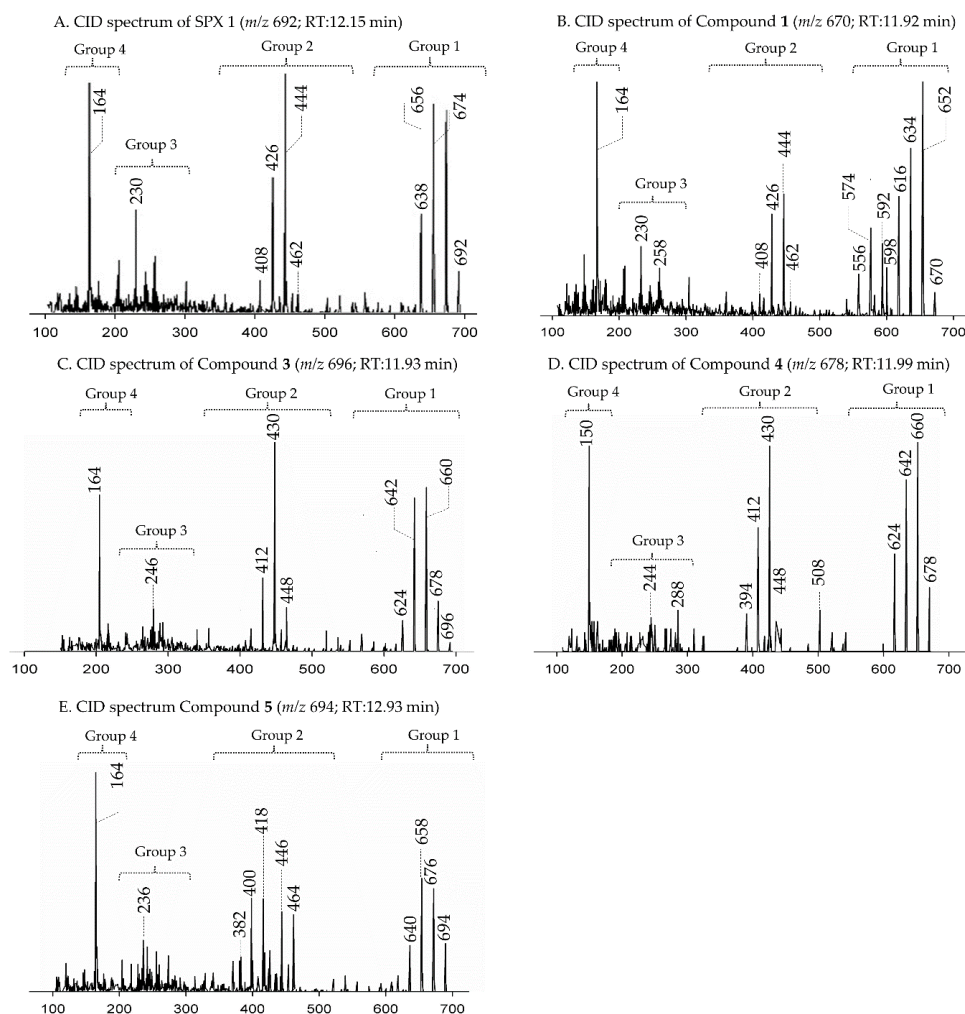 A. CID spectrum of SPX 1 (m/z 692; RT:12.15 min)
Group 4
Group 2
Group 1
164
444
656
674
Group 3
426
230
638
408
462
692
100 200 300 400 500 600 700
B. CID spectrum of Compound 1 (m/z 670; RT:11.92 min)
Group 4
Group 2
Group 1
164
444
652
634
Group 3
426
574
592
616
230
258
408
462
556
598
670
100 200 300 400 500 600 700 800 900
C. CID spectrum of Compound 3 (m/z 696; RT:11.93 min)
Group 4
Group 2
Group 1
430
164
642
660
Group 3
246
412
448
624
678
696
100 200 300 400 500 600 700
D. CID spectrum of Compound 4 (m/z 678; RT:11.99 min)
Group 4
Group 2
Group 1
150
430
660
642
412
Group 3
624
244
288
394
448
508
678
100 200 300 400 500 600 700
E. CID spectrum Compound 5 (m/z 694; RT:12.93 min)
Group 4
Group 2
Group 1
164
418
658
Group 3
446
400
464
676
236
382
640
694
100 200 300 400 500 600 700